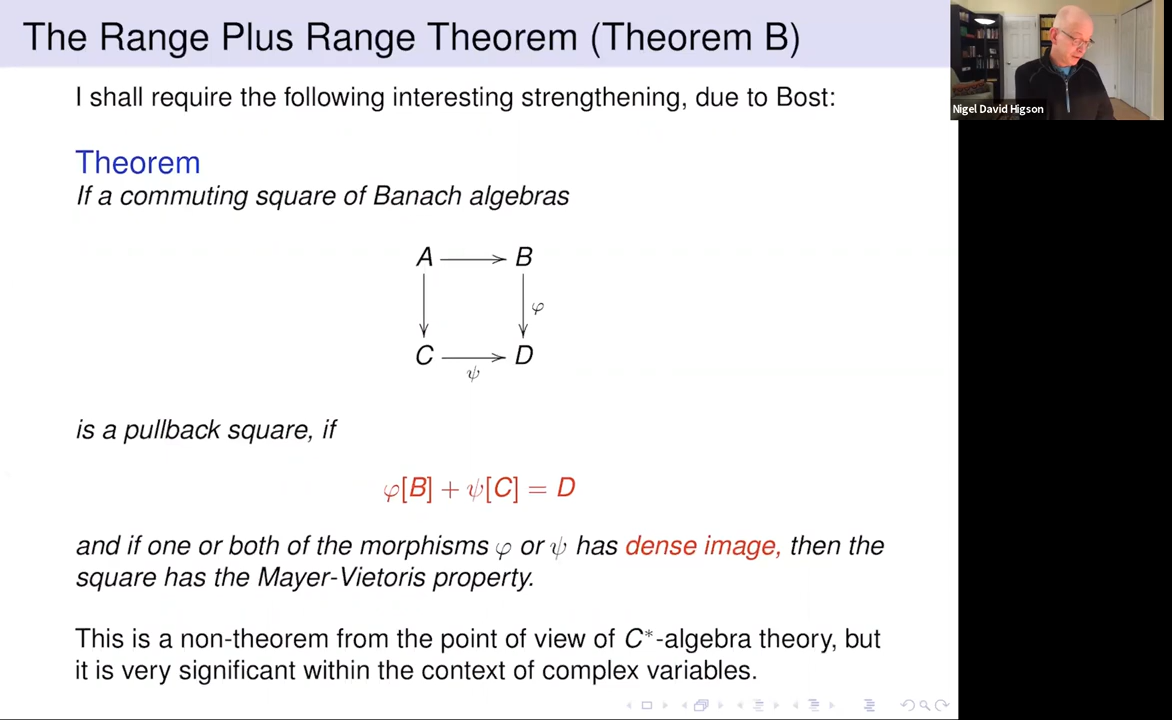 The Range Plus Range Theorem (Theorem B)
Nigel David Higson
I shall require the following interesting strengthening, due to Bost:
Theorem
If a commuting square of Banach algebras
A B
φ
C D
ψ
is a pullback square, if
φ[B] + ψ[C] = D
and if one or both of the morphisms φ or ψ has dense image, then the
square has the Mayer-Vietoris property.
This is a non-theorem from the point of view of C*-algebra theory, but
it is very significant within the context of complex variables.